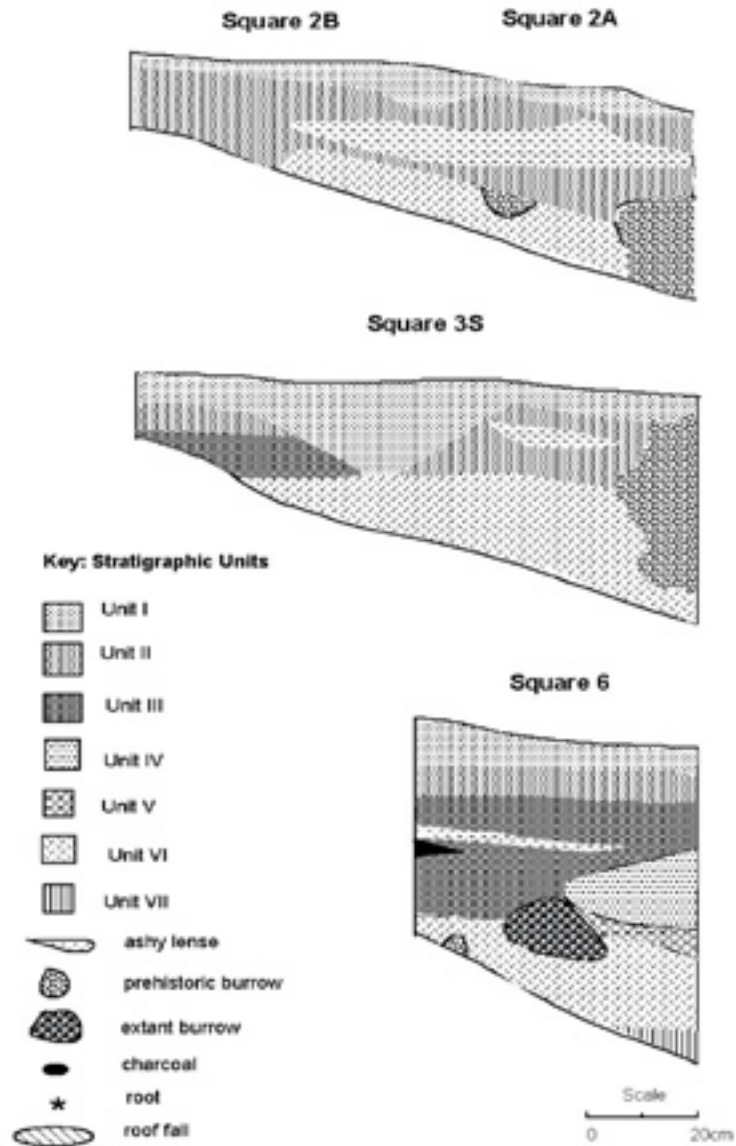 Square 2B Square 2A
Square 3S
Key: Stratigraphic Units
Unit I
Unit II
Unit III
Unit IV
Unit V
Unit VI
Unit VII
ashy lense
prehistoric burrow
extant burrow
charcoal
root
roof fall
Square 6
Scale
0 20cm